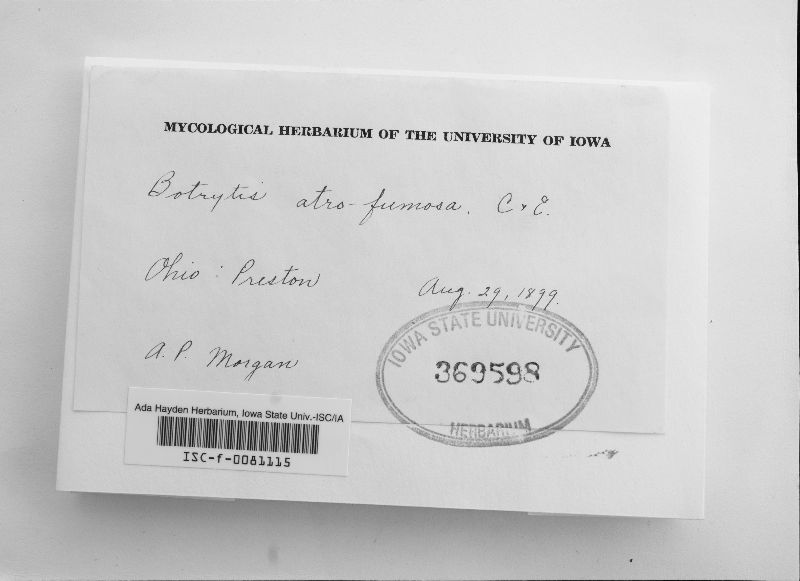 MYCOLOGICAL HERBARIUM OF THE UNIVERSITY OF IOWA
Botrytis atro-fumosa. C & E.
Ohio : Preston
Aug. 29, 1899.
A. P. Morgan
IOWA STATE UNIVERSITY
369598
HERBARIUM
Ada Hayden Herbarium, Iowa State Univ.-ISC/IA
ISC-f-0081115